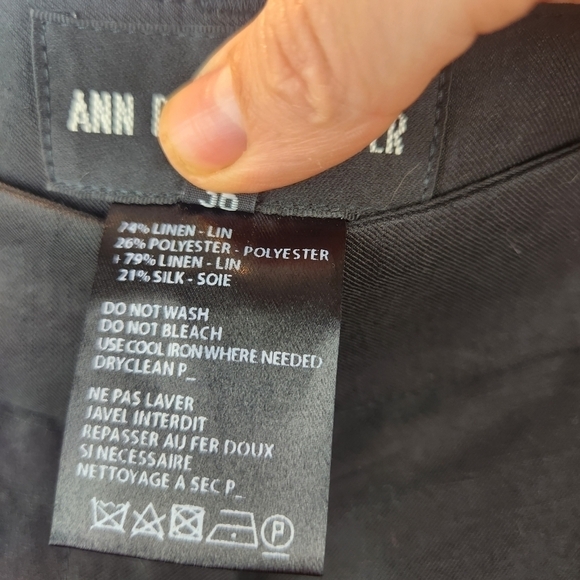 ANN
ER
36
74% LINEN - LIN
26% POLYESTER - POLYESTER
+ 79% LINEN - LIN
21% SILK - SOIE
DO NOT WASH
DO NOT BLEACH
USE COOL IRON WHERE NEEDED
DRYCLEAN P_
NE PAS LAVER
JAVEL INTERDIT
REPASSER AU FER DOUX
SI NECESSAIRE
NETTOYAGE A SEC P_
P